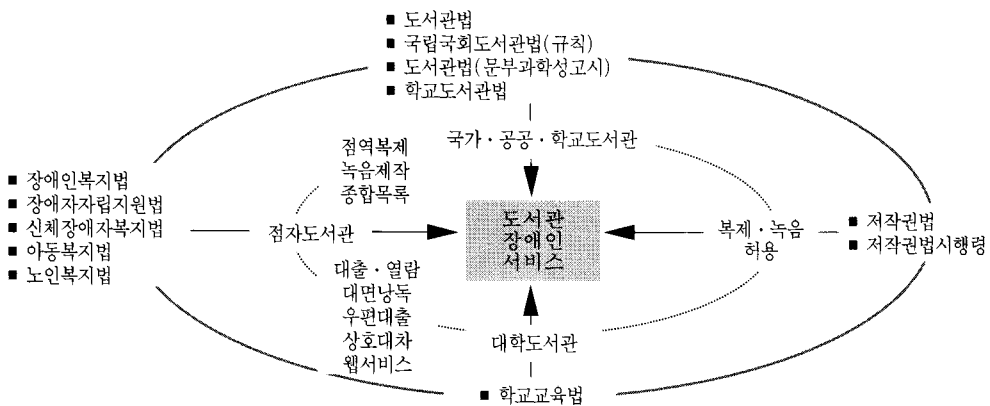 ■ 도서관법
■ 국립국회도서관법(규칙)
■ 도서관법(문부과학성고시)
■ 학교도서관법
국가·공공·학교도서관
점역복제
녹음제작
종합목록
■ 장애인복지법
■ 장애자자립지원법
■ 신체장애자복지법
■ 아동복지법
■ 노인복지법
점자도서관
도서관
장애인
서비스
복제·녹음
허용
■ 저작권법
■ 저작권법시행령
대출·열람
대면낭독
우편대출
상호대차
웹서비스
대학도서관
■ 학교교육법